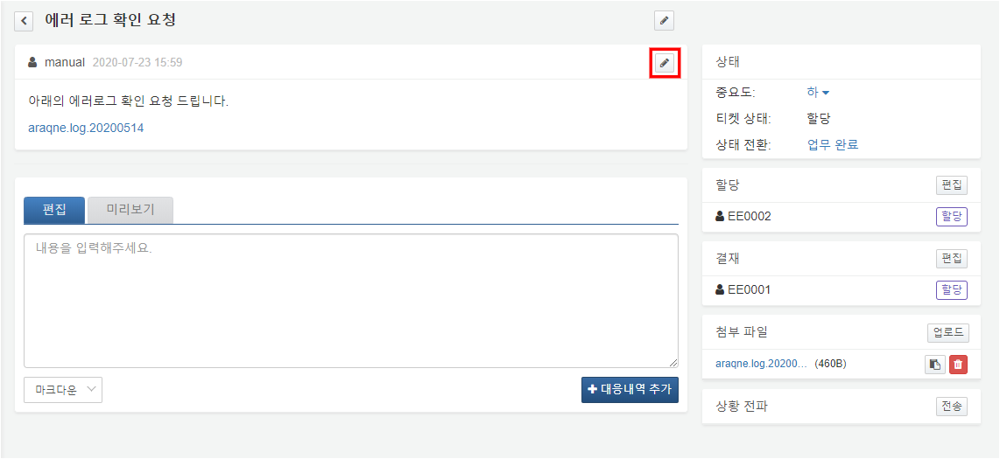 에러 로그 확인 요청
manual 2020-07-23 15:59
아래의 에러로그 확인 요청 드립니다.
araqne.log.20200514
편집 미리보기
내용을 입력해주세요.
마크다운
대응내역 추가
상태
중요도: 하
티켓 상태: 할당
상태 전환: 업무 완료
할당 편집
EE0002 할당
결재 편집
EE0001 할당
첨부 파일 업로드
araqne.log.20200... (460B)
상황 전파 전송